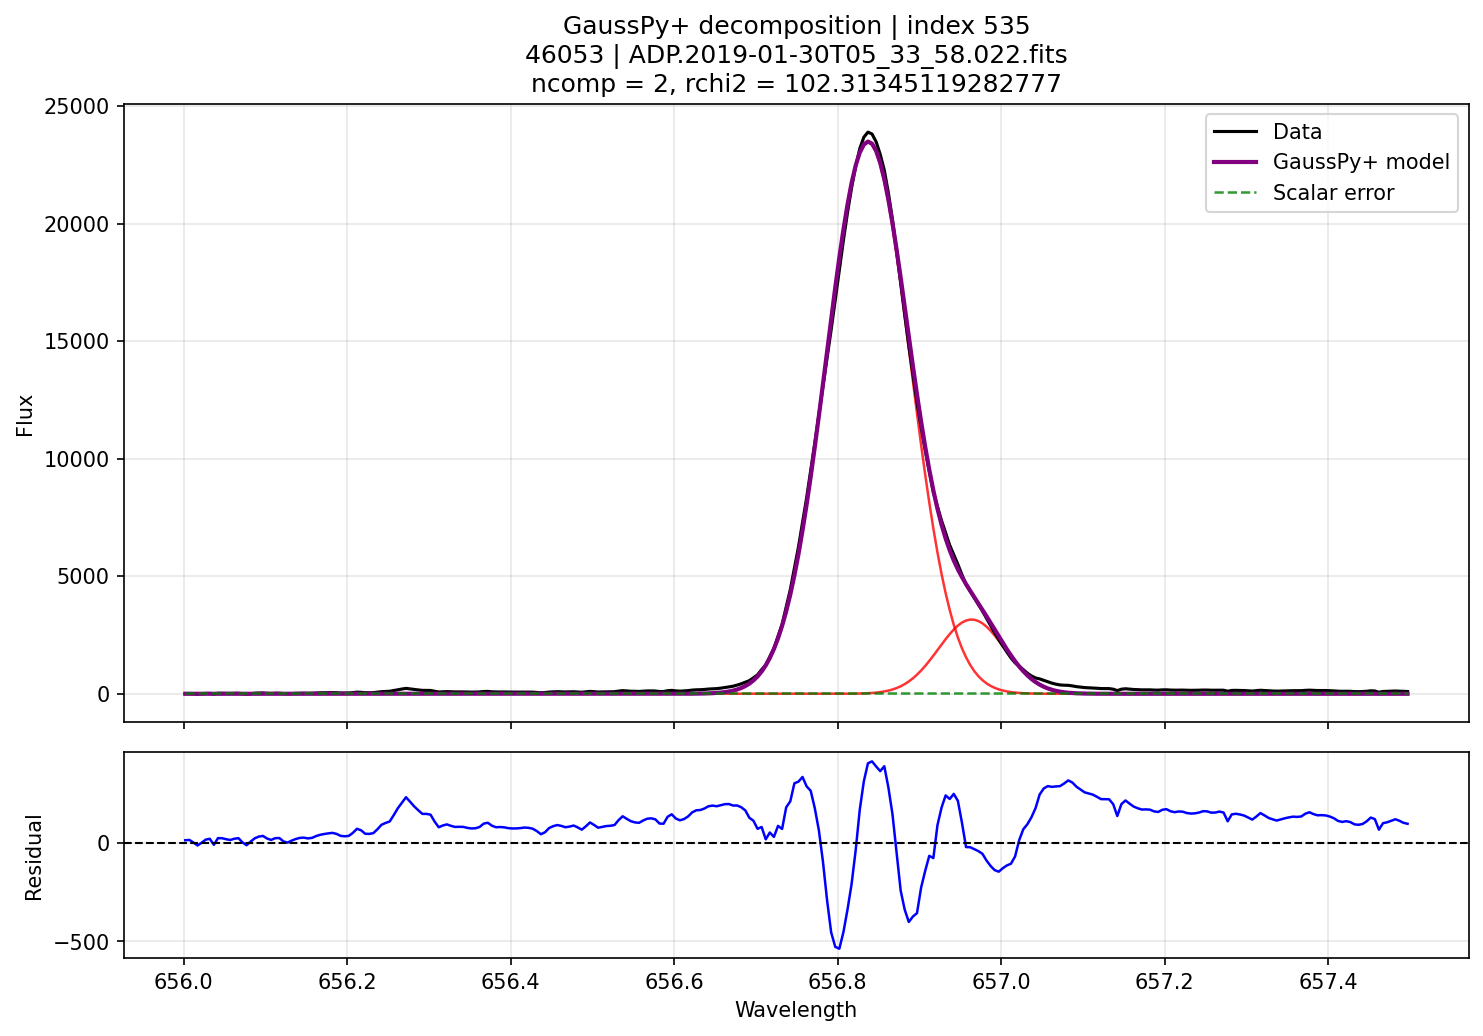 GaussPy+ decomposition | index 535
46053 | ADP.2019-01-30T05_33_58.022.fits
ncomp = 2, rchi2 = 102.31345119282777
25000
20000
15000
10000
5000
0
Flux
Data
GaussPy+ model
Scalar error
0
−500
Residual
656.0
656.2
656.4
656.6
656.8
657.0
657.2
657.4
Wavelength